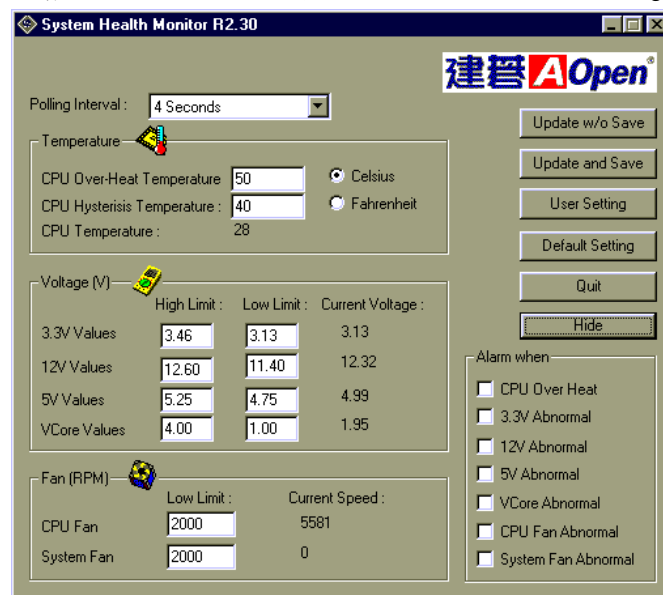 System Health Monitor R2.30
建碁 AOpen®
Polling Interval : 4 Seconds
Update w/o Save
Update and Save
User Setting
Default Setting
Quit
Hide
Temperature
CPU Over-Heat Temperature 50 Celsius
CPU Hysterisis Temperature : 40 Fahrenheit
CPU Temperature : 28
Voltage (V)
High Limit : Low Limit : Current Voltage :
3.3V Values 3.46 3.13 3.13
12V Values 12.60 11.40 12.32
5V Values 5.25 4.75 4.99
VCore Values 4.00 1.00 1.95
Fan (RPM)
Low Limit : Current Speed :
CPU Fan 2000 5581
System Fan 2000 0
Alarm when
CPU Over Heat
3.3V Abnormal
12V Abnormal
5V Abnormal
VCore Abnormal
CPU Fan Abnormal
System Fan Abnormal